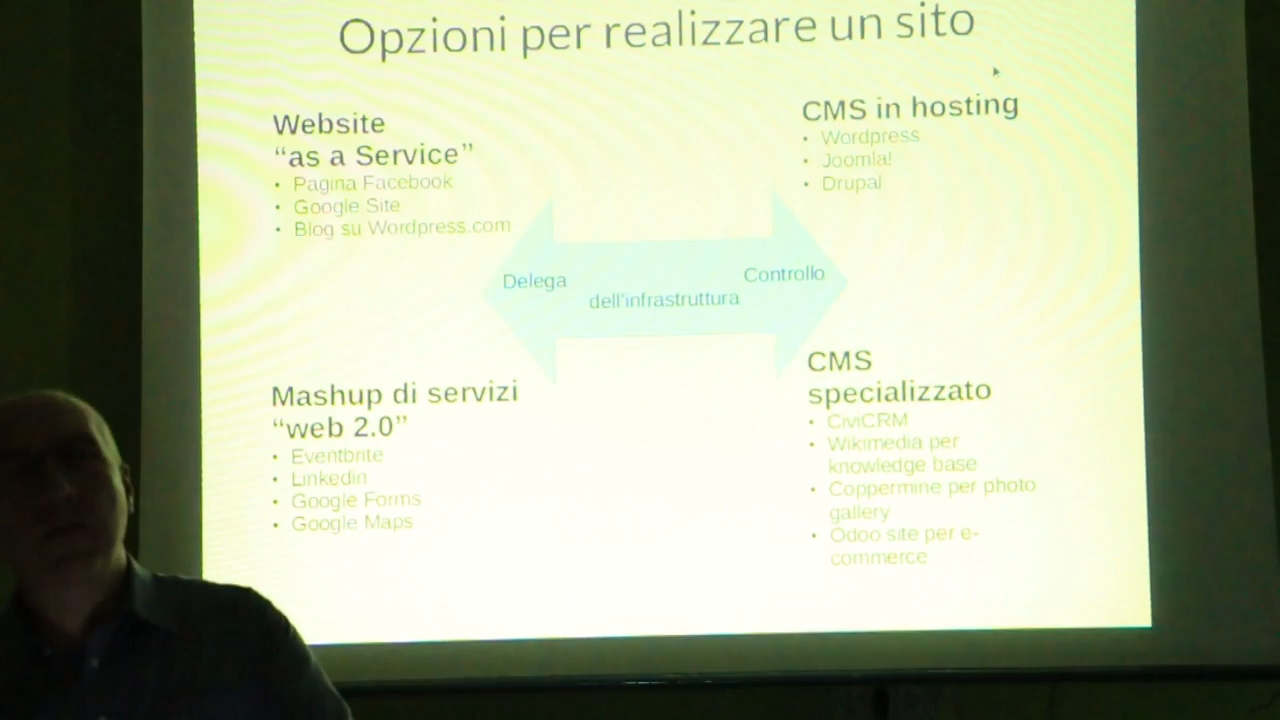 Opzioni per realizzare un sito
Website
“as a Service”
• Pagina Facebook
• Google Site
• Blog su Wordpress.com
CMS in hosting
• Wordpress
• Joomla!
• Drupal
Delega
Controllo
dell'infrastruttura
Mashup di servizi
“web 2.0”
• Eventbrite
• Linkedin
• Google Forms
• Google Maps
CMS
specializzato
• CiviCRM
• Wikimedia per
knowledge base
• Coppermine per photo
gallery
• Odoo site per e-
commerce